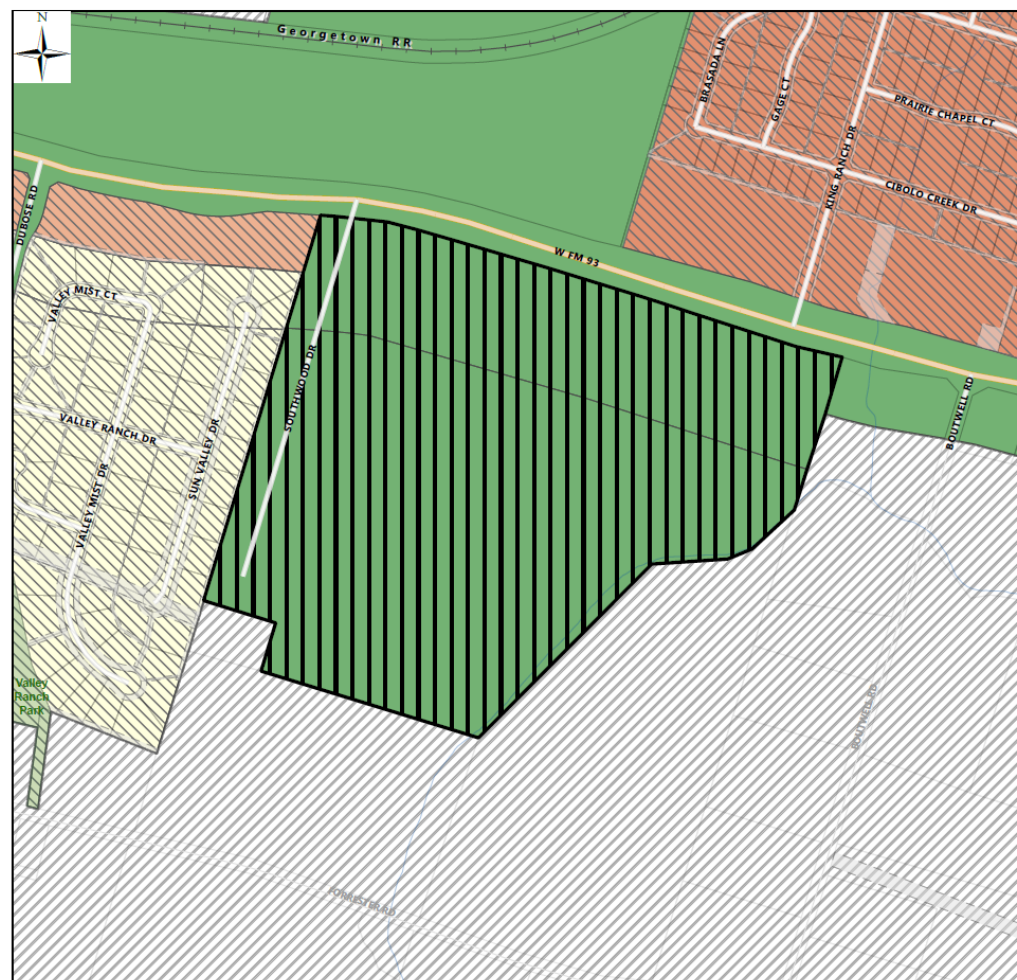 N
Georgetown RR
BRASADA LN
GAGE CT
PRAIRIE CHAPEL CT
KING RANCH DR
CIBOLO CREEK DR
DUBOSE RD
W FM 93
VALLEY MIST CT
SOUTHWOOD DR
BOUTWELL RD
VALLEY RANCH DR
SUN VALLEY DR
VALLEY MIST DR
Valley
Ranch
Park
BOUTWELL RD
FORRESTER RD